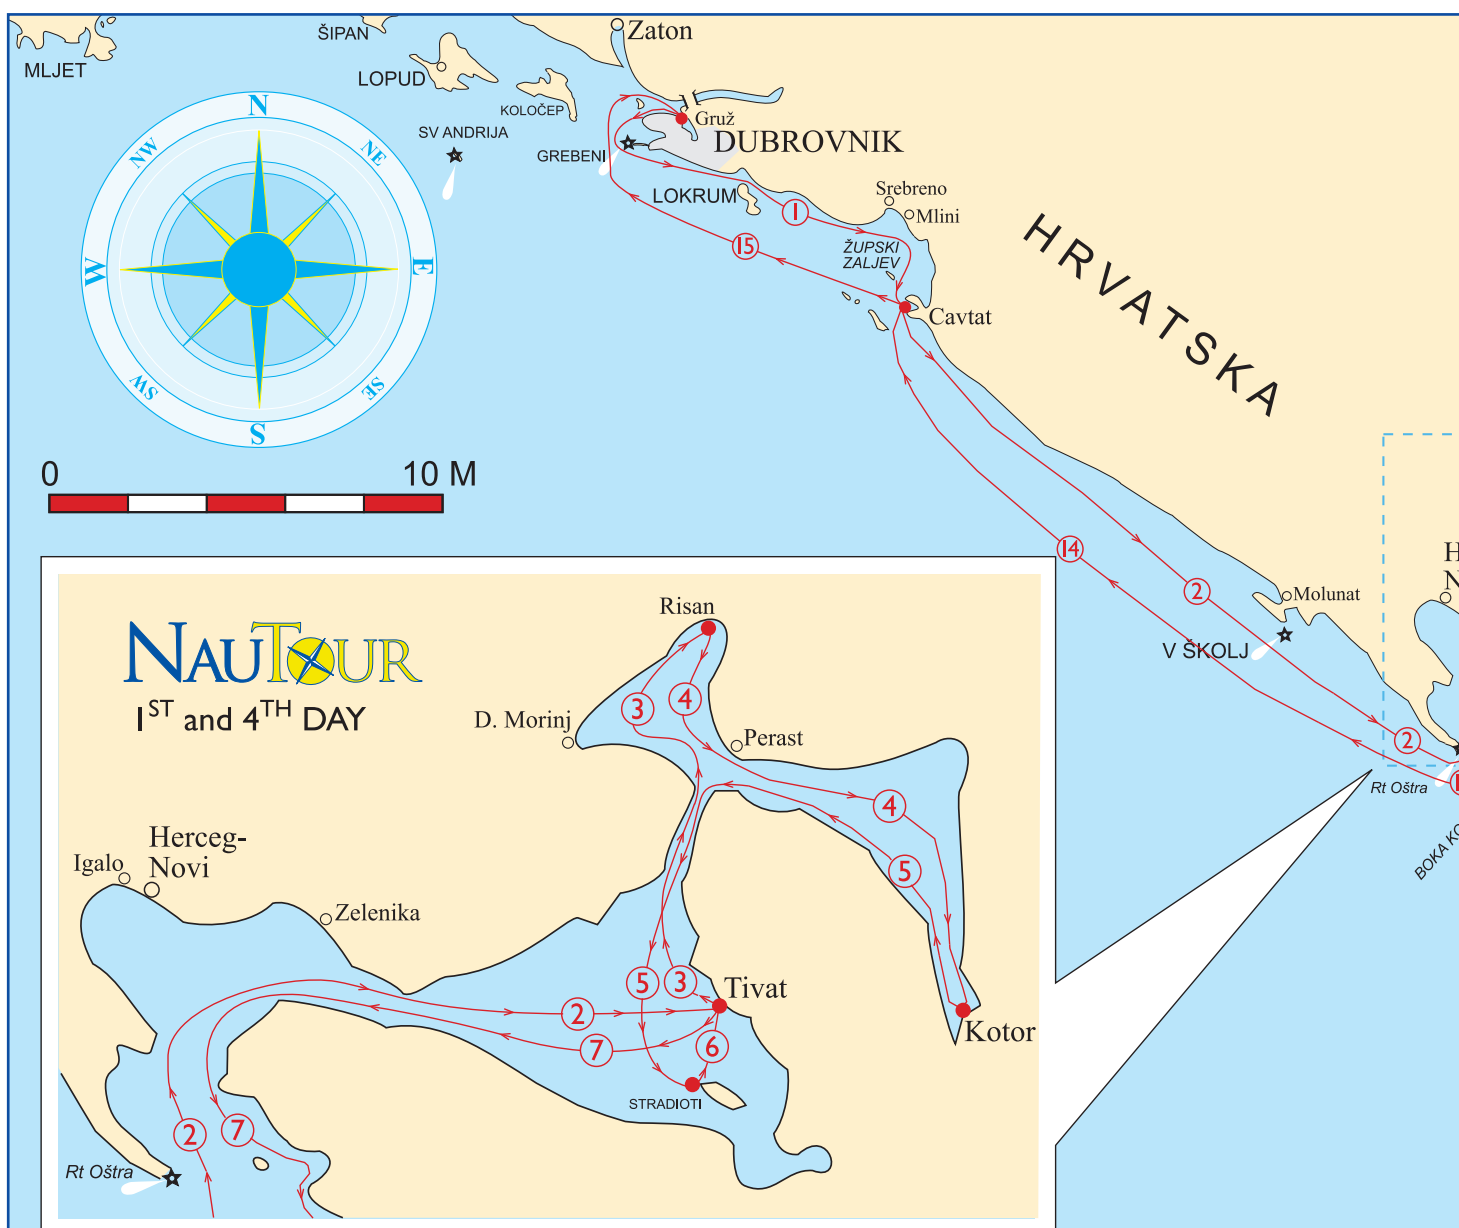 ŠIPAN
Zaton
MLJET
LOPUD
KOLOČEP
Gruž
SV ANDRIJA
DUBROVNIK
GREBENI
LOKRUM
Srebreno
Mlini
ŽUPSKI
ZALJEV
1
15
Cavtat
HRVATSKA
N
NE
E
SE
S
SW
W
NW
0
10 M
14
2
Molunat
V ŠKOLJ
H
N
2
Rt Oštra
1
BOKA KO
NAUTOUR
1ST and 4TH DAY
Risan
3
4
D. Morinj
Perast
4
5
Herceg-
Novi
Igalo
Zelenika
5
3
Tivat
2
7
6
Kotor
STRADIOTI
2
7
Rt Oštra